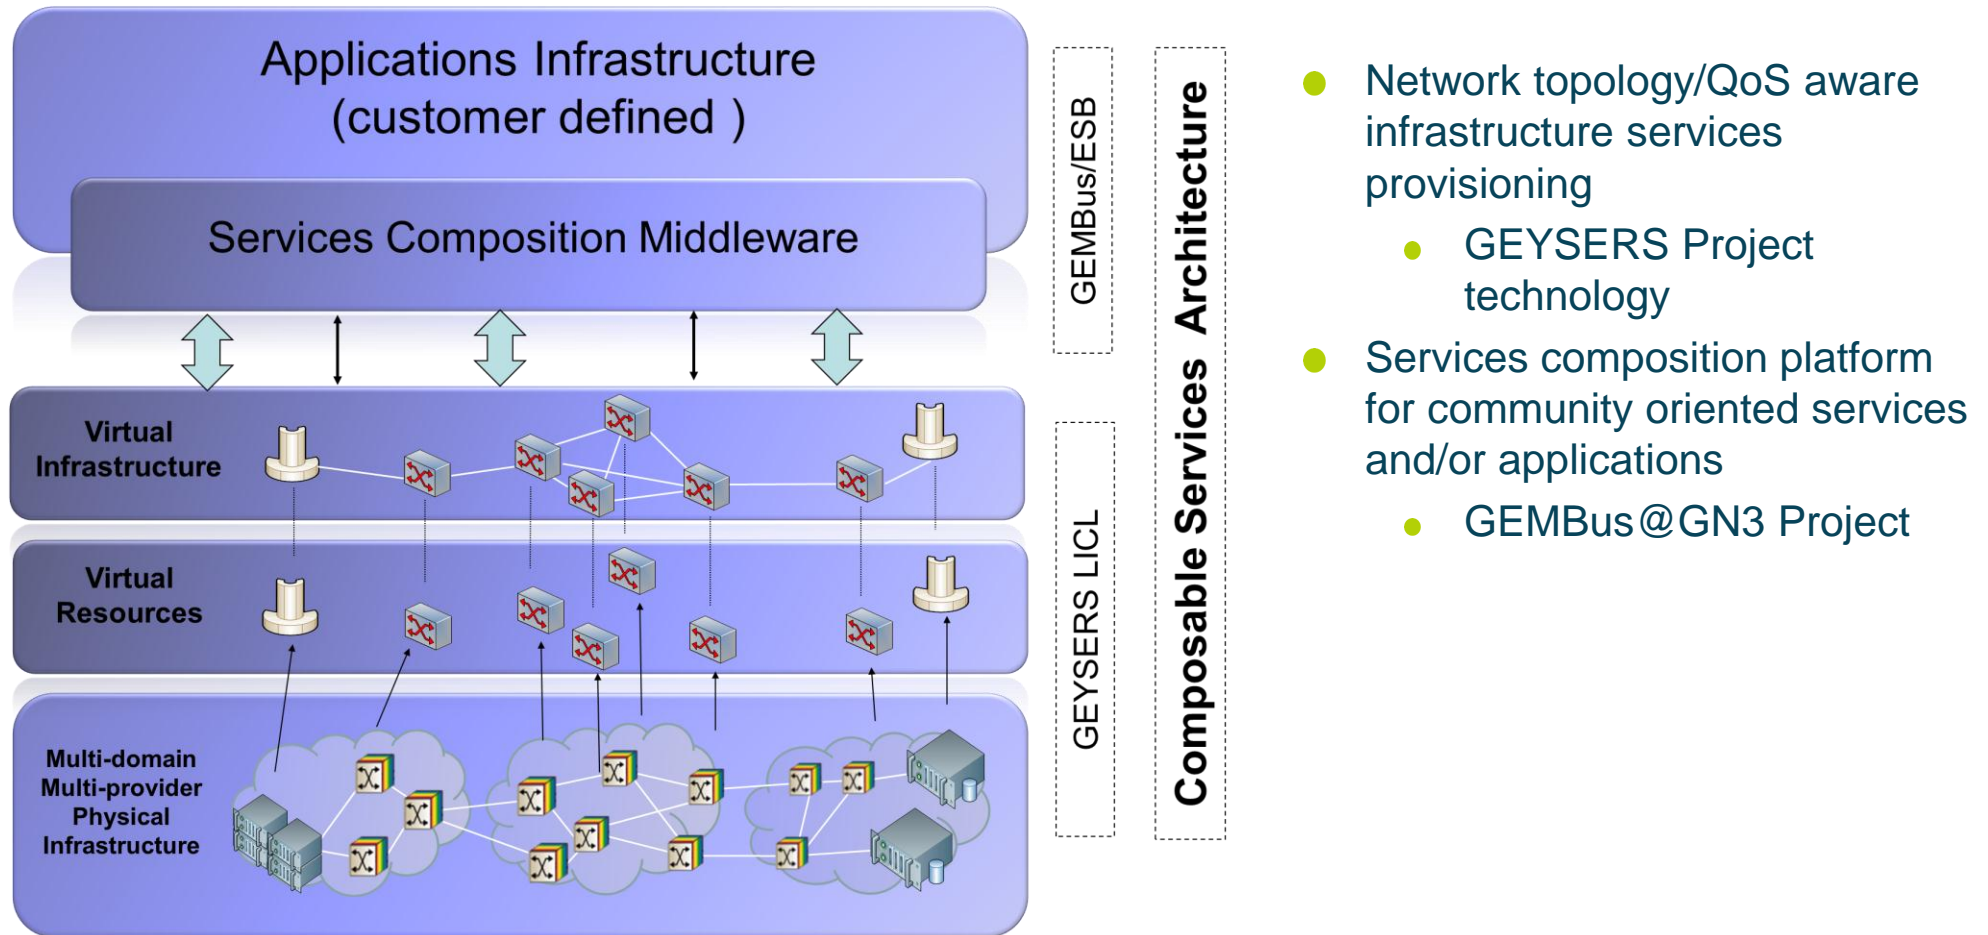 Applications Infrastructure
(customer defined )
Services Composition Middleware
Virtual
Infrastructure
Virtual
Resources
Multi-domain
Multi-provider
Physical
Infrastructure
GEMBus/ESB
GEYSERS LICL
Composable Services Architecture
Network topology/QoS aware
infrastructure services
provisioning
GEYSERS Project
technology
Services composition platform
for community oriented services
and/or applications
GEMBus@GN3 Project